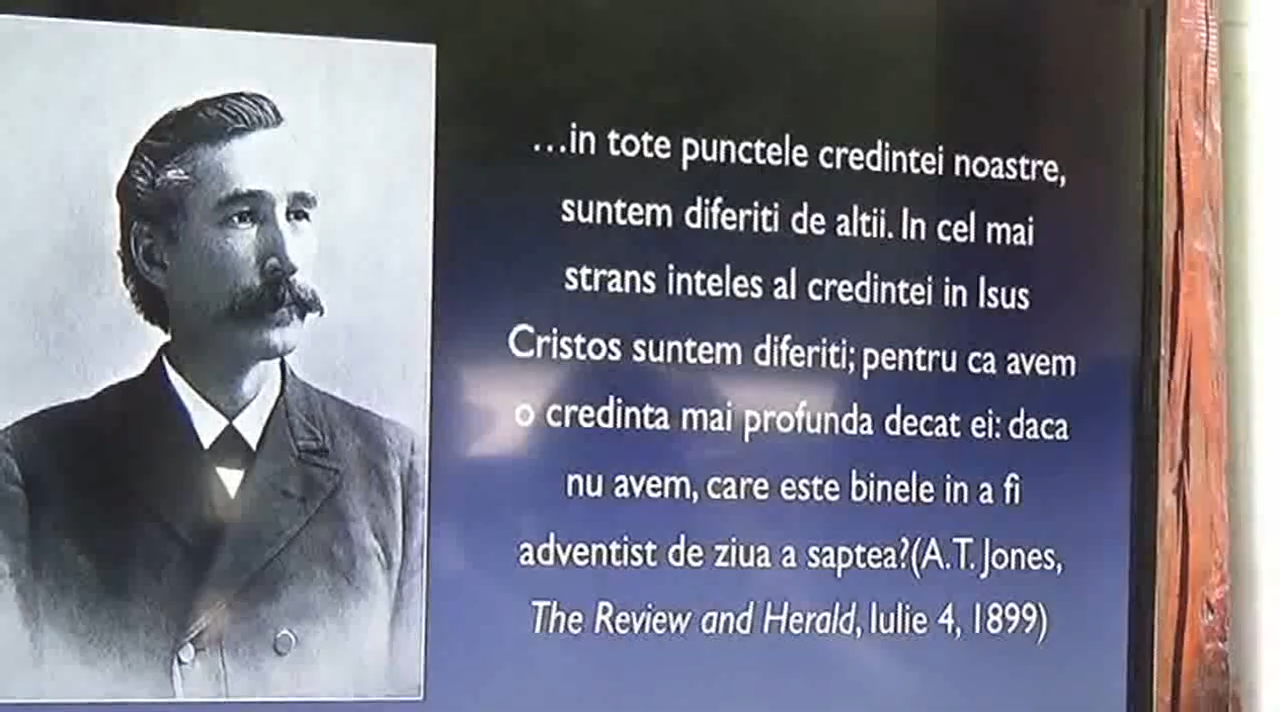 ...in tote punctele credintei noastre,
suntem diferiti de altii. In cel mai
strans inteles al credintei in Isus
Cristos suntem diferiti; pentru ca avem
o credinta mai profunda decat ei: daca
nu avem, care este binele in a fi
adventist de ziua a saptea?(A.T. Jones,
The Review and Herald, Iulie 4, 1899)